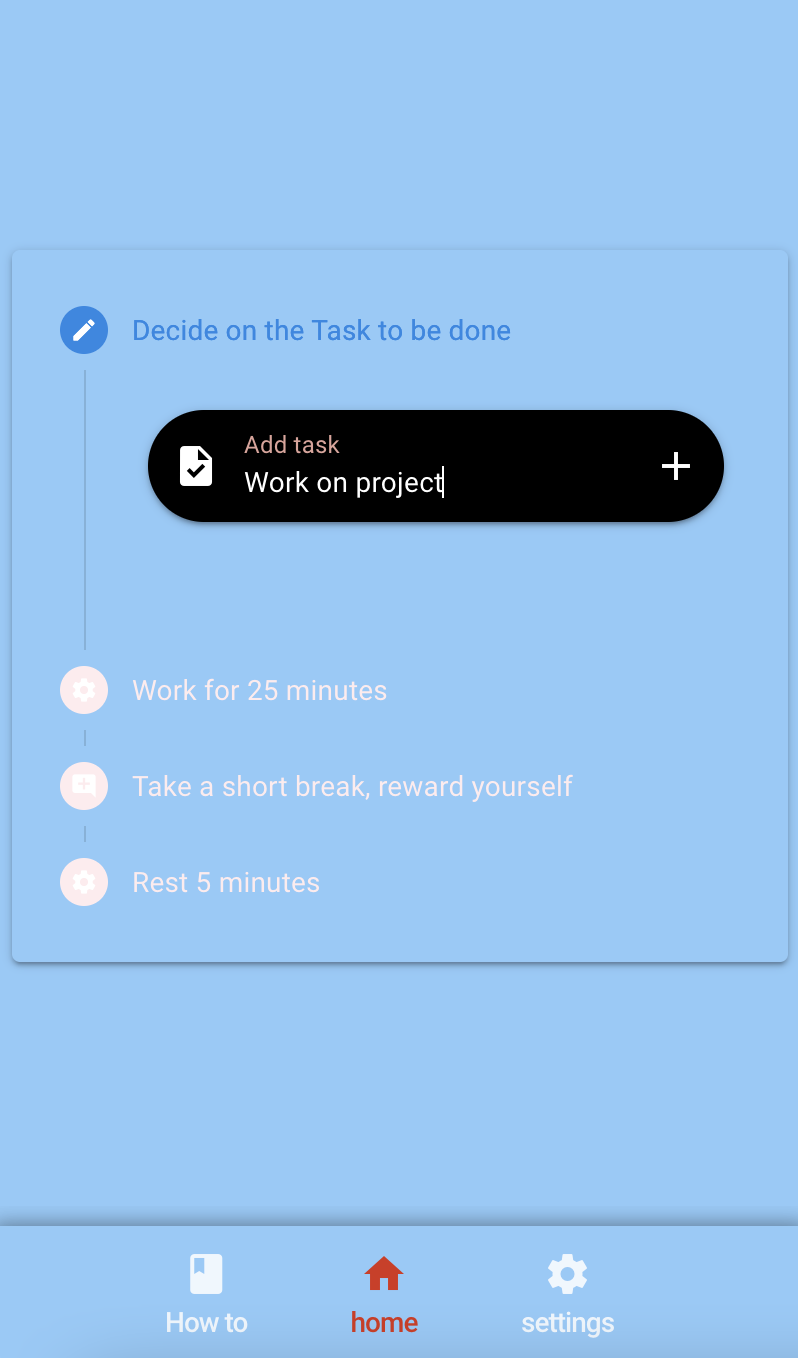 Decide on the Task to be done
Add task
Work on project
Work for 25 minutes
Take a short break, reward yourself
Rest 5 minutes
How to
home
settings